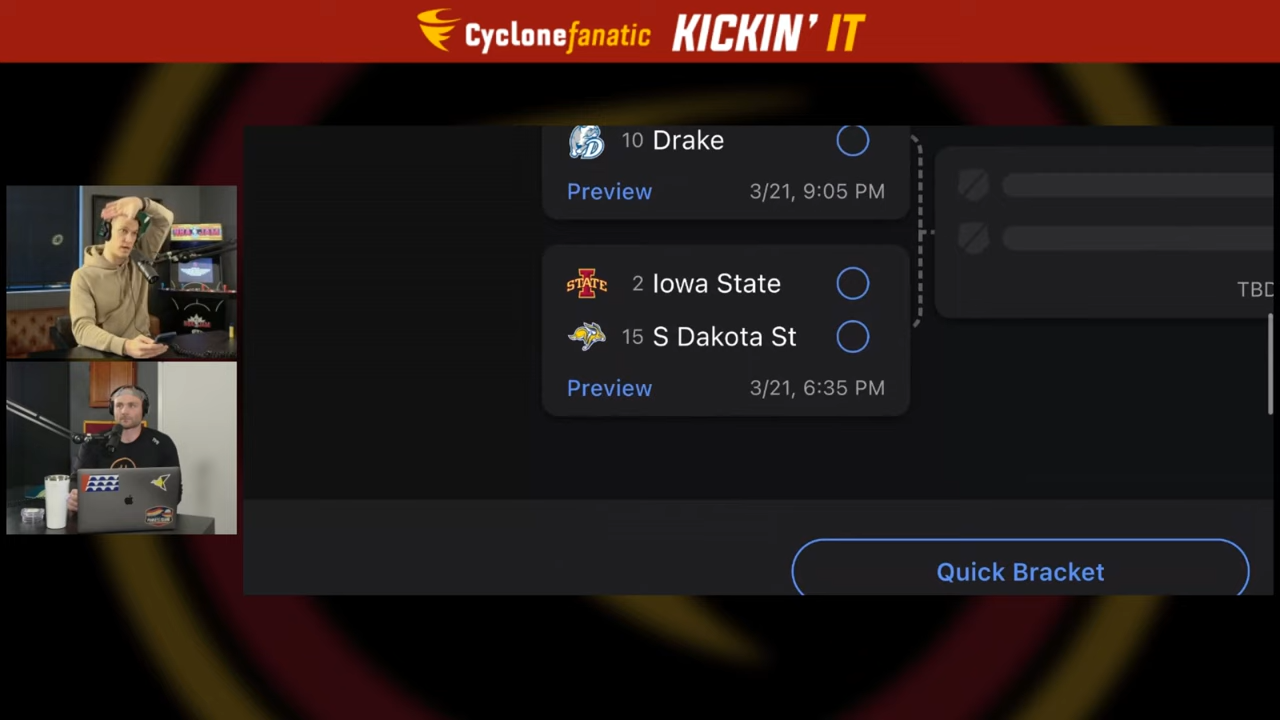 Cyclonefanatic KICKIN' IT
10 Drake
Preview 3/21, 9:05 PM
STATE
2 Iowa State
15 S Dakota St
Preview 3/21, 6:35 PM
TBD
Quick Bracket